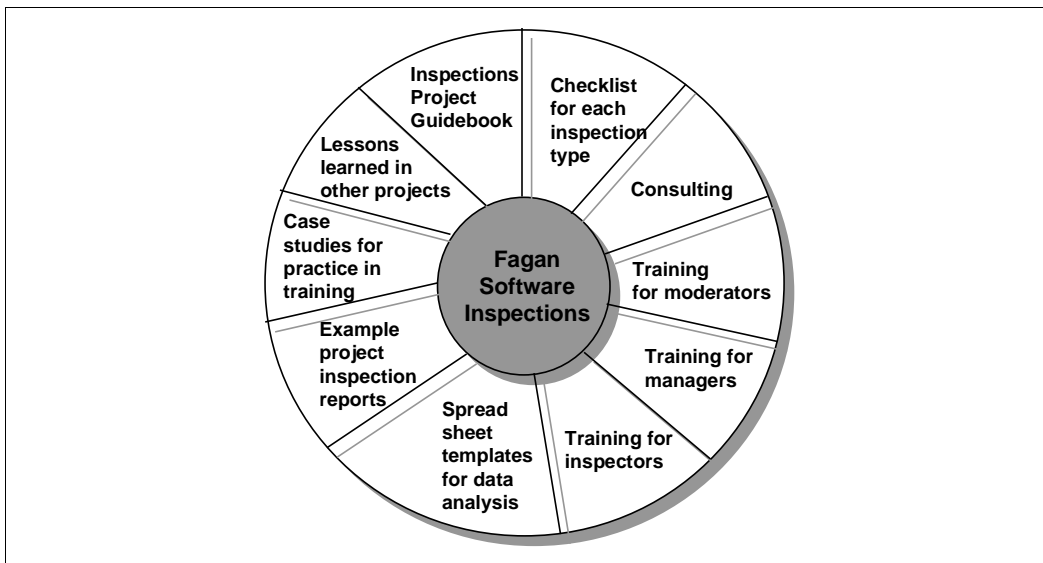 Inspections
Project
Guidebook
Checklist
for each
inspection
type
Lessons
learned in
other projects
Consulting
Case
studies for
practice in
training
Fagan
Software
Inspections
Training
for moderators
Example
project
inspection
reports
Training for
managers
Spread
sheet
templates
for data
analysis
Training for
inspectors